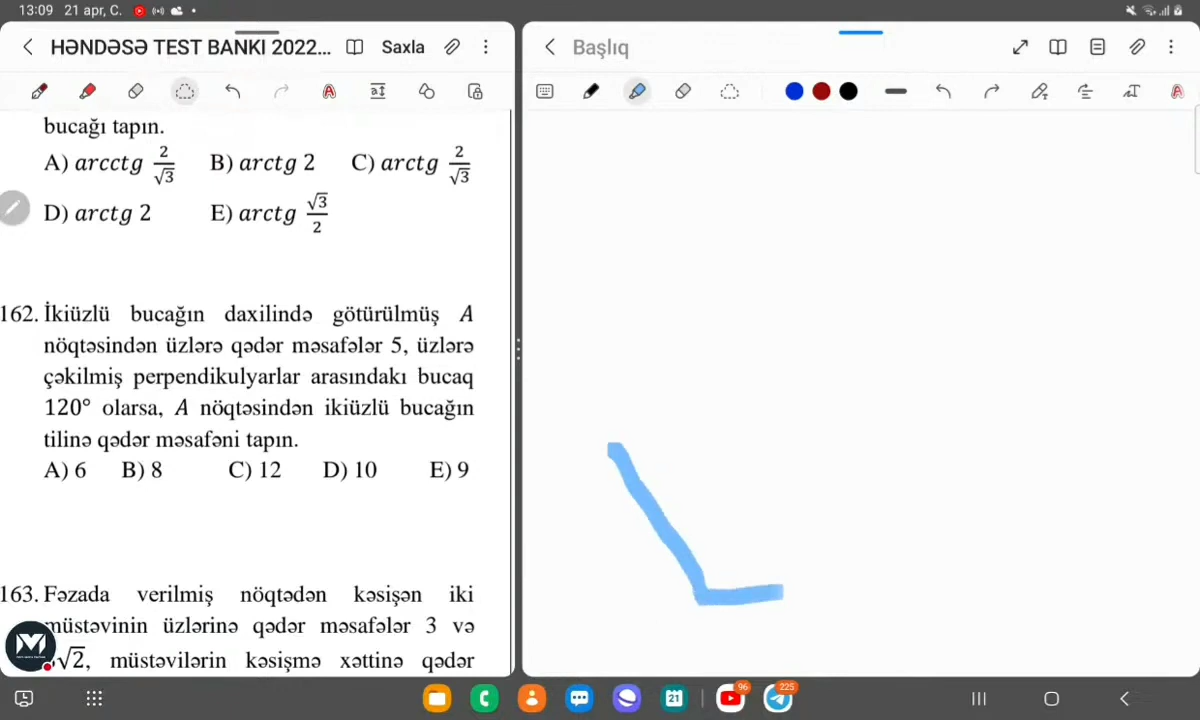 13:09 21 apr, C.
HƏNDƏSƏ TEST BANKI 2022...
Saxla
bucağı tapın.
A) arcctg 2/√3 B) arctg 2 C) arctg 2/√3
D) arctg 2 E) arctg √3/2
162. İkiüzlü bucağın daxilində götürülmüş A
nöqtəsindən üzlərə qədər məsafələr 5, üzlərə
çəkilmiş perpendikulyarlar arasındakı bucaq
120° olarsa, A nöqtəsindən ikiüzlü bucağın
tilinə qədər məsafəni tapın.
A) 6 B) 8 C) 12 D) 10 E) 9
163. Fəzada verilmiş nöqtədən kəsişən iki
müstəvinin üzlərinə qədər məsafələr 3 və
√2, müstəvilərin kəsişmə xəttinə qədər
Başlıq
21
96
225